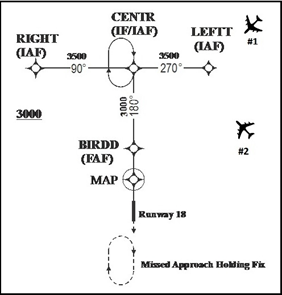 CENTR
(IF/IAF)
RIGHT
(IAF)
LEFTT
(IAF)
#1
3500
90°
3500
270°
3000
3000
180°
#2
BIRDD
(FAF)
MAP
Runway 18
Missed Approach Holding Fix